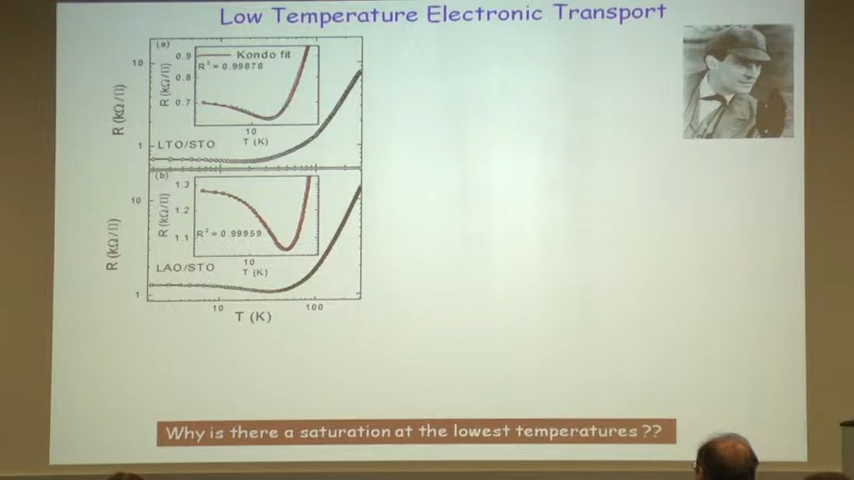 Low Temperature Electronic Transport
(a)
Kondo fit
R² = 0.99878
0.9
0.8
0.7
R (kΩ/□)
10
T (K)
10
1
R (kΩ/□)
LTO/STO
(b)
1.3
1.2
1.1
R (kΩ/□)
R² = 0.99959
10
T (K)
10
1
R (kΩ/□)
LAO/STO
10
100
T (K)
Why is there a saturation at the lowest temperatures ??